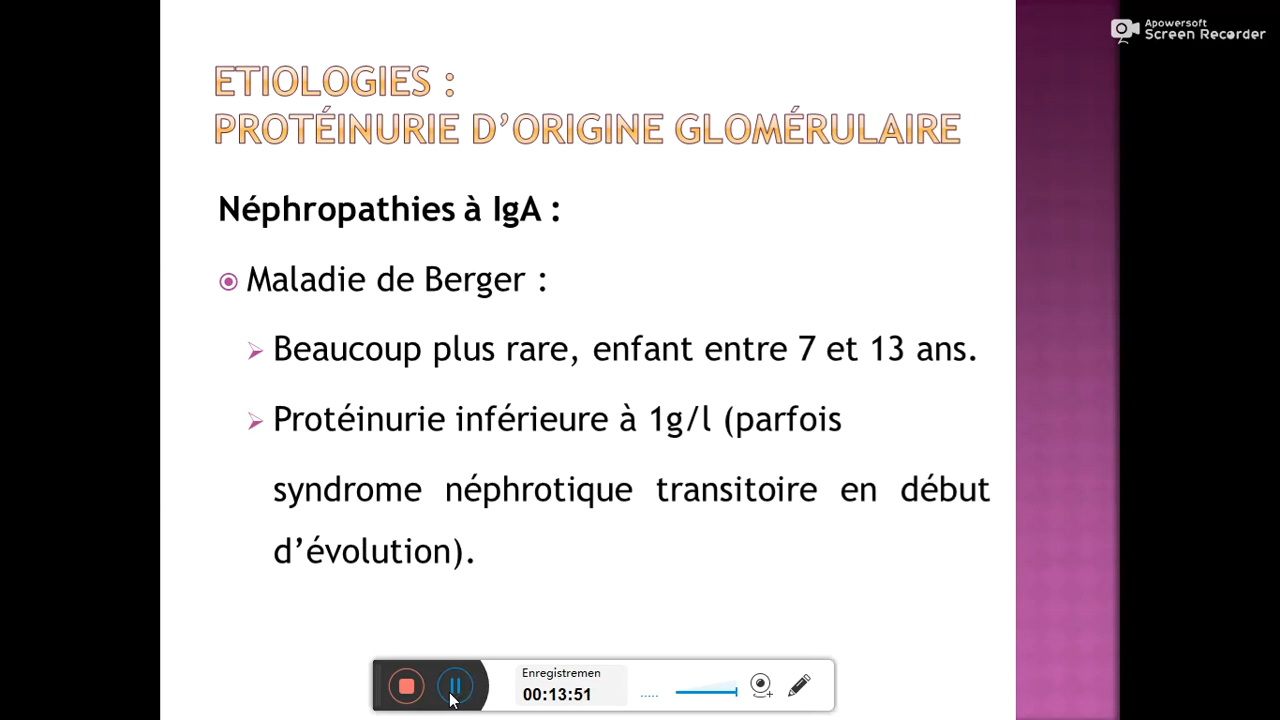 Apowersoft
Screen Recorder
ETIOLOGIES :
PROTÉINURIE D’ORIGINE GLOMÉRULAIRE
Néphropathies à IgA :
Maladie de Berger :
Beaucoup plus rare, enfant entre 7 et 13 ans.
Protéinurie inférieure à 1g/l (parfois
syndrome néphrotique transitoire en début
d’évolution).
Enregistremen
00:13:51